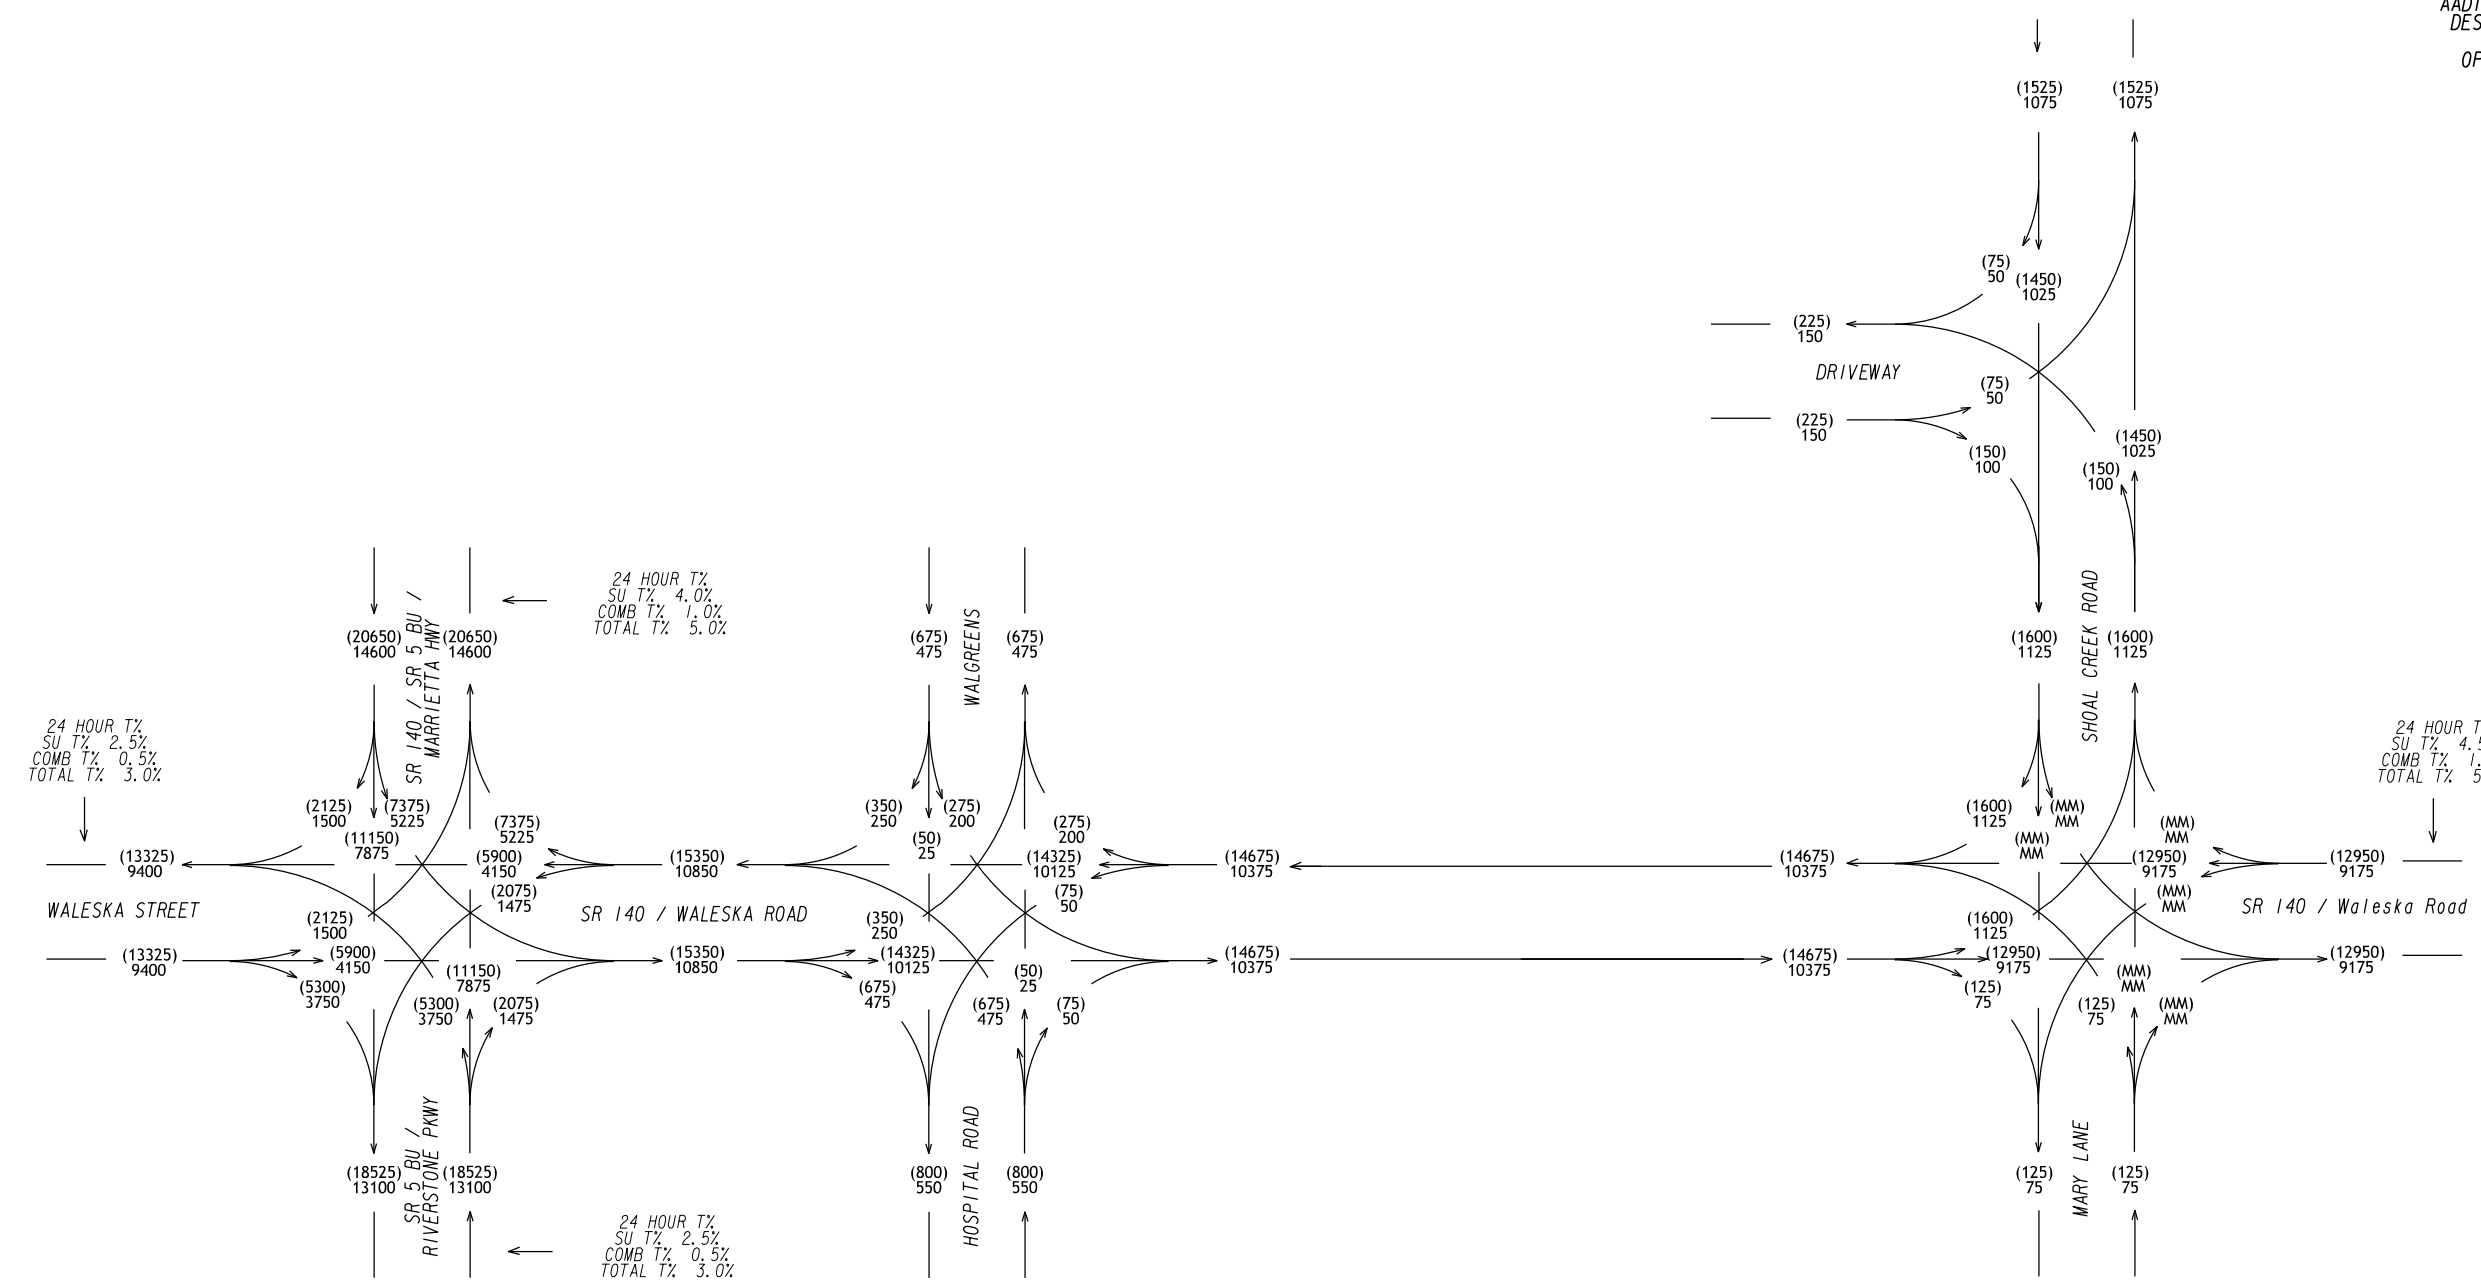 AADT
DES
OP
(1525)
1075
(1525)
1075
(75)
50
(1450)
1025
(225)
150
DRIVEWAY
(75)
50
(225)
150
(150)
100
(1450)
1025
(150)
100
24 HOUR T%
SU T% 4.0%
COMB T% 1.0%
TOTAL T% 5.0%
SR 140 / SR 5 BU /
MARRIETTA HWY
WALGREENS
SHOAL CREEK ROAD
(20650)
14600
(20650)
14600
(675)
475
(675)
475
(1600)
1125
(1600)
1125
24 HOUR T%
SU T% 2.5%
COMB T% 0.5%
TOTAL T% 3.0%
24 HOUR T
SU T% 4.5
COMB T% 1.
TOTAL T% 5
(2125)
1500
(7375)
5225
(11150)
7875
(7375)
5225
(350)
250
(275)
200
(50)
25
(275)
200
(1600)
1125
(MM)
MM
(MM)
MM
(MM)
MM
(13325)
9400
(5900)
4150
(15350)
10850
(14325)
10125
(14675)
10375
(14675)
10375
(12950)
9175
(12950)
9175
(2075)
1475
(75)
50
(MM)
MM
WALESKA STREET
SR 140 / WALESKA ROAD
SR 140 / Waleska Road
(2125)
1500
(350)
250
(1600)
1125
(13325)
9400
(5900)
4150
(15350)
10850
(14325)
10125
(14675)
10375
(14675)
10375
(12950)
9175
(12950)
9175
(5300)
3750
(11150)
7875
(5300)
3750
(2075)
1475
(675)
475
(50)
25
(675)
475
(75)
50
(125)
75
(MM)
MM
(125)
75
(MM)
MM
SR 5 BU /
RIVERSTONE PKWY
HOSPITAL ROAD
MARY LANE
(18525)
13100
(18525)
13100
(800)
550
(800)
550
(125)
75
(125)
75
24 HOUR T%
SU T% 2.5%
COMB T% 0.5%
TOTAL T% 3.0%